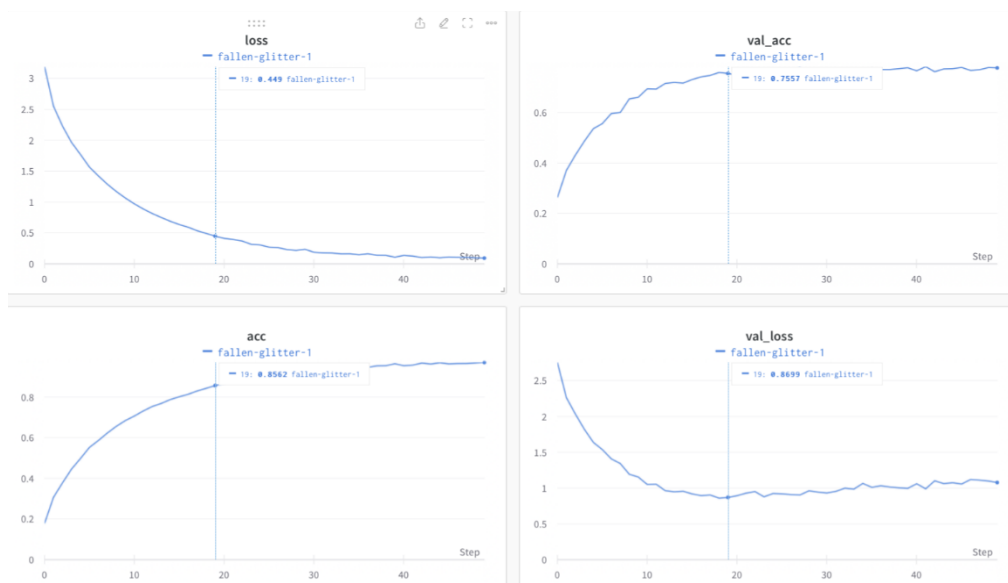 loss
fallen-glitter-1
19: 0.449 fallen-glitter-1
3
2.5
2
1.5
1
0.5
0
Step
0
10
20
30
40
val_acc
fallen-glitter-1
19: 0.7557 fallen-glitter-1
0.6
0.4
0.2
0
Step
0
10
20
30
40
acc
fallen-glitter-1
19: 0.8562 fallen-glitter-1
0.8
0.6
0.4
0.2
0
Step
0
10
20
30
40
val_loss
fallen-glitter-1
19: 0.8699 fallen-glitter-1
2.5
2
1.5
1
0.5
0
Step
0
10
20
30
40